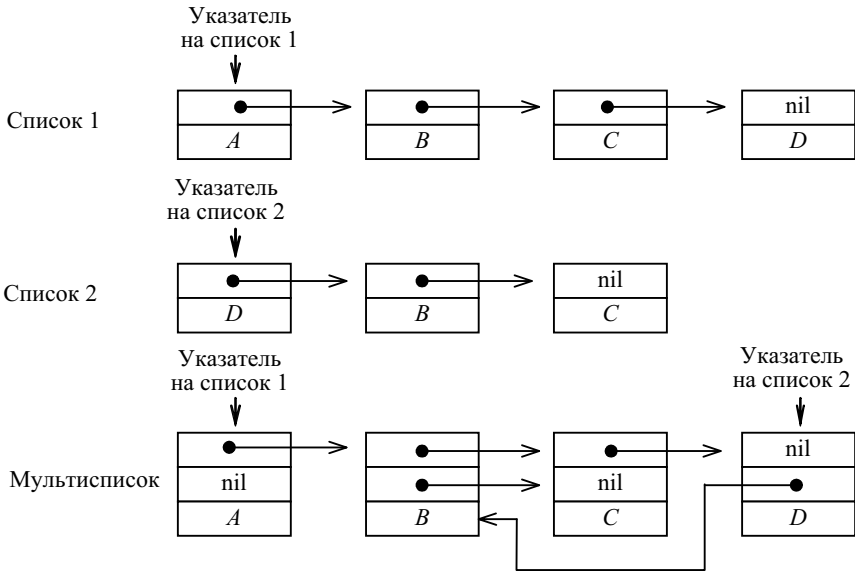 Указатель
на список 1
Список 1
nil
A
B
C
D
Указатель
на список 2
Список 2
nil
D
B
C
Указатель
на список 1
Указатель
на список 2
nil
Мультисписок
nil
nil
A
B
C
D